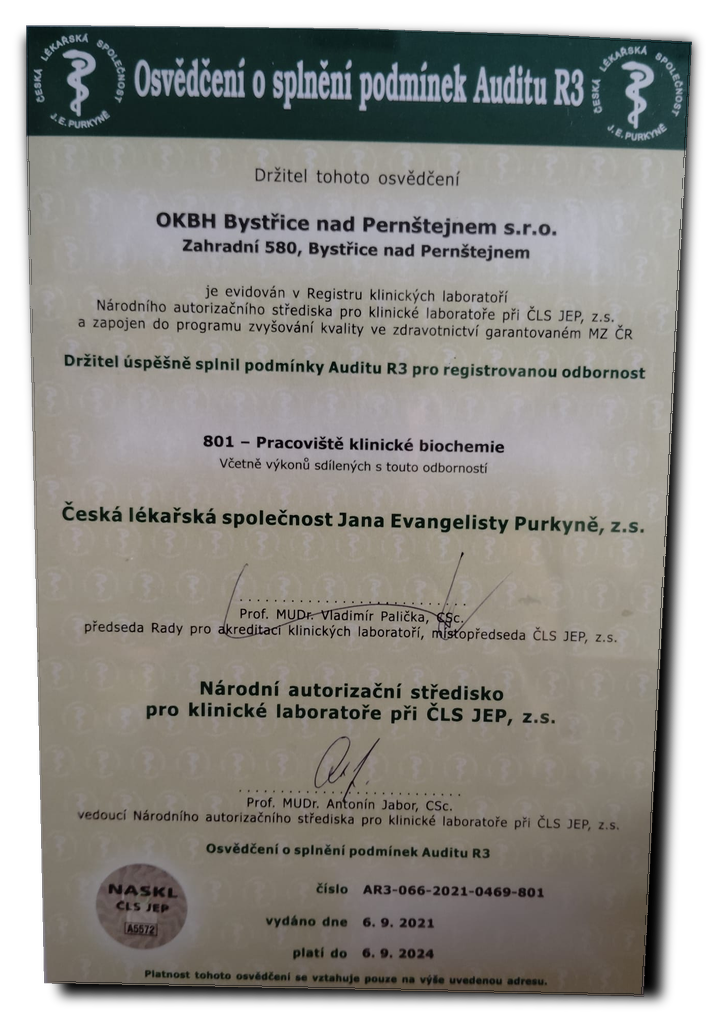 ČESKÁ LÉKAŘSKÁ SPOLEČNOST
J. E. PURKYNĚ
Osvědčení o splnění podmínek Auditu R3
ČESKÁ LÉKAŘSKÁ SPOLEČNOST
J. E. PURKYNĚ
Držitel tohoto osvědčení
OKBH Bystřice nad Pernštejnem s.r.o.
Zahradní 580, Bystřice nad Pernštejnem
je evidován v Registru klinických laboratoří
Národního autorizačního střediska pro klinické laboratoře při ČLS JEP, z.s.
a zapojen do programu zvyšování kvality ve zdravotnictví garantovaném MZ ČR
Držitel úspěšně splnil podmínky Auditu R3 pro registrovanou odbornost
801 – Pracoviště klinické biochemie
Včetně výkonů sdílených s touto odborností
Česká lékařská společnost Jana Evangelisty Purkyně, z.s.
Prof. MUDr. Vladimír Palička, CSc.
předseda Rady pro akreditaci klinických laboratoří, místopředseda ČLS JEP, z.s.
Národní autorizační středisko
pro klinické laboratoře při ČLS JEP, z.s.
Prof. MUDr. Antonín Jabor, CSc.
vedoucí Národního autorizačního střediska pro klinické laboratoře při ČLS JEP, z.s.
Osvědčení o splnění podmínek Auditu R3
číslo AR3-066-2021-0469-801
vydáno dne 6. 9. 2021
platí do 6. 9. 2024
NASKL
ČLS JEP
A5572
Platnost tohoto osvědčení se vztahuje pouze na výše uvedenou adresu.